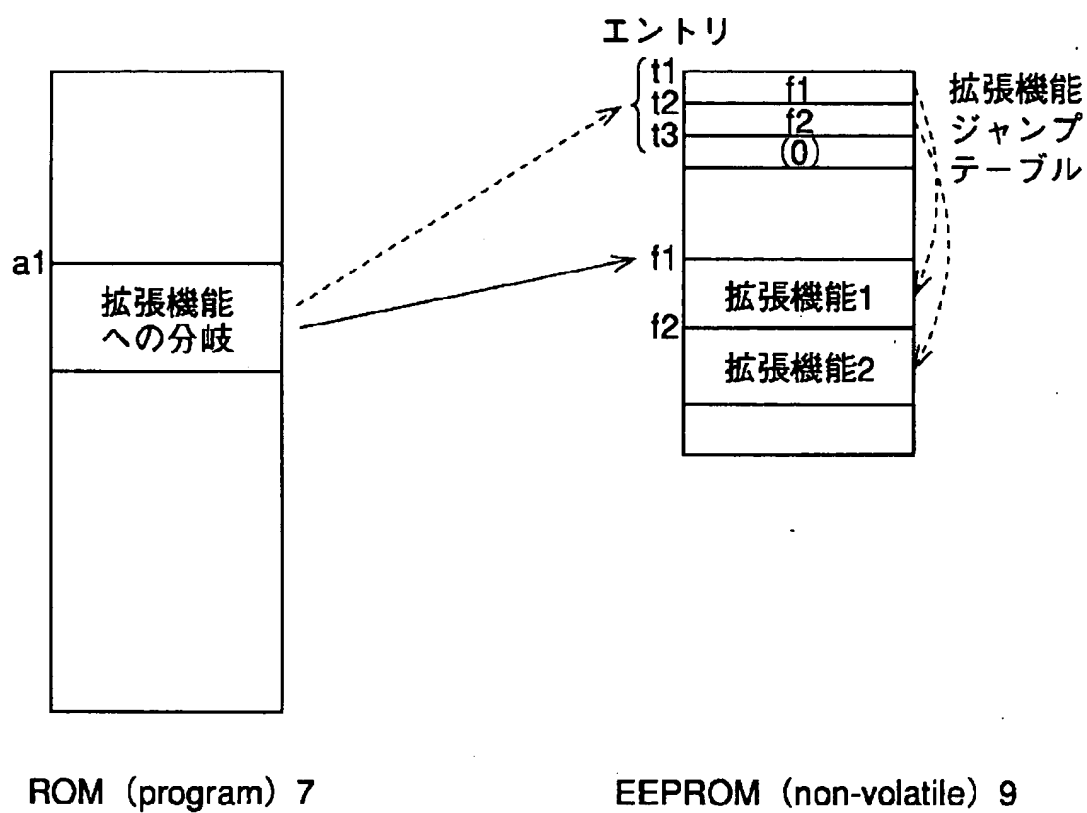 エントリ
t1
t2
t3
f1
f2
(0)
拡張機能
ジャンプ
テーブル
a1
拡張機能
への分岐
f1
拡張機能1
f2
拡張機能2
ROM（program）7
EEPROM（non-volatile）9